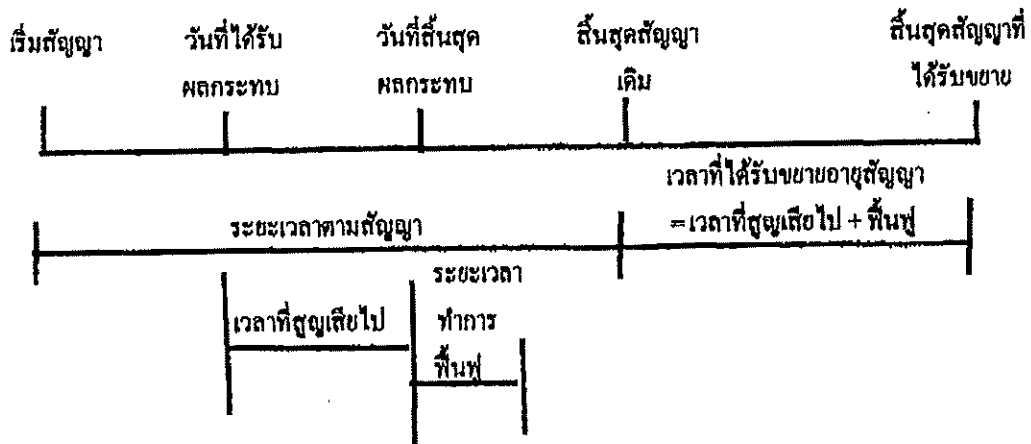 เริ่มสัญญา วันที่ได้รับ วันที่สิ้นสุด สิ้นสุดสัญญา สิ้นสุดสัญญาที่
ผลกระทบ ผลกระทบ เดิม ได้รับขยาย
เวลาที่ได้รับขยายอายุสัญญา
ระยะเวลาตามสัญญา =เวลาที่สูญเสียไป + ฟื้นฟู
ระยะเวลา
เวลาที่สูญเสียไป ทำการ
ฟื้นฟู